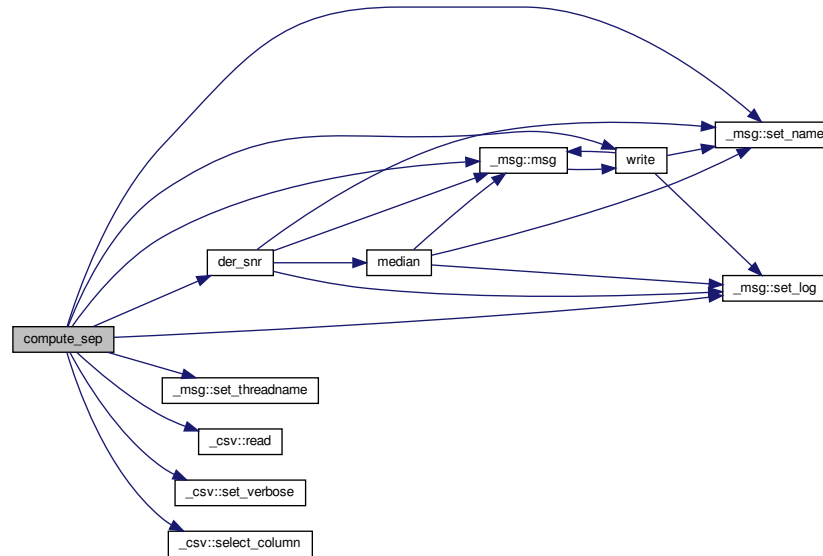 _msg::set_name
_msg::msg
write
der_snr
median
_msg::set_log
compute_sep
_msg::set_threadname
_csv::read
_csv::set_verbose
_csv::select_column